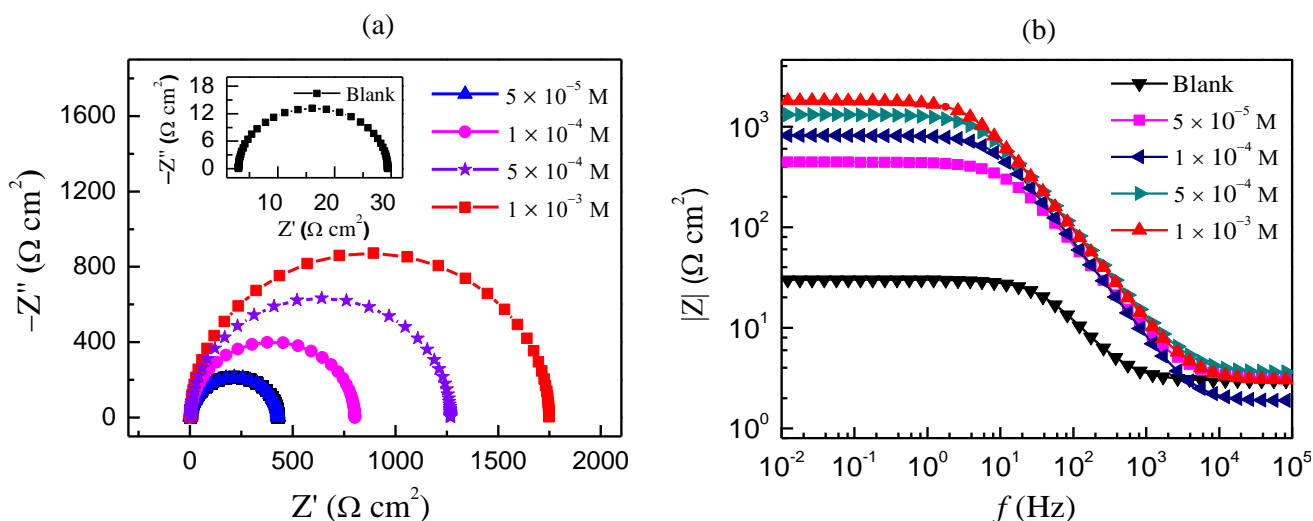 (a)
−Z'' (Ω cm²)
1800
1600
1200
800
400
0
0
500
1000
1500
2000
Z' (Ω cm²)
−Z'' (Ω cm²)
18
12
6
0
10
20
30
Z' (Ω cm²)
Blank
5 × 10⁻⁵ M
1 × 10⁻⁴ M
5 × 10⁻⁴ M
1 × 10⁻³ M
(b)
|Z| (Ω cm²)
10³
10²
10¹
10⁰
10⁻²
10⁻¹
10⁰
10¹
10²
10³
10⁴
10⁵
f (Hz)
Blank
5 × 10⁻⁵ M
1 × 10⁻⁴ M
5 × 10⁻⁴ M
1 × 10⁻³ M